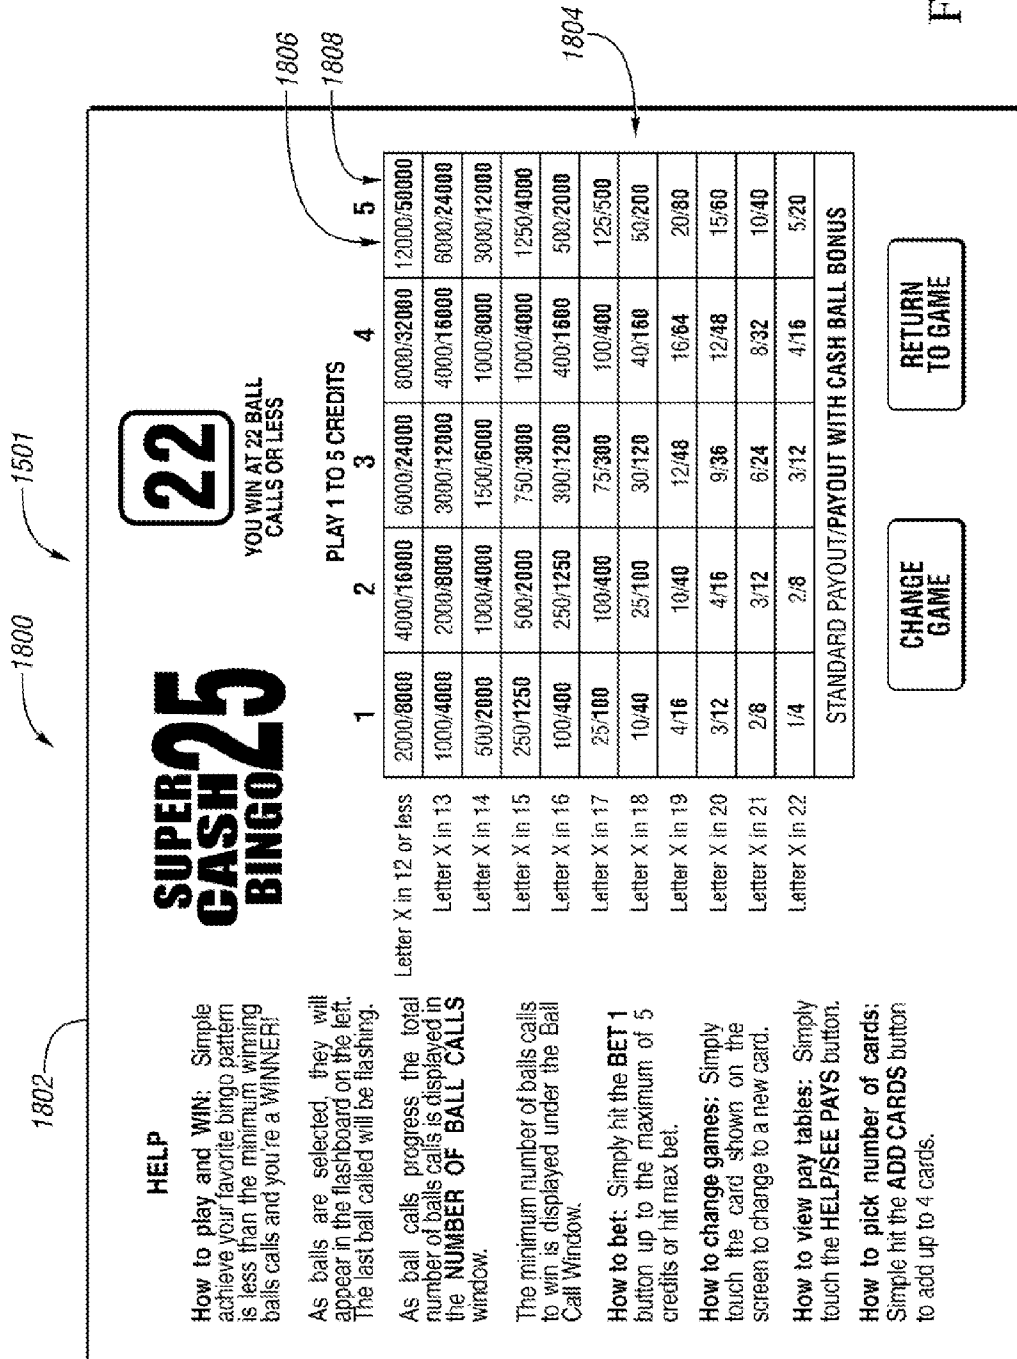 1800
1501
1802
HELP
How to play and WIN: Simple
achieve your favorite bingo pattern
is less than the minimum winning
balls calls and you're a WINNER!
As balls are selected, they will
appear in the flashboard on the left.
The last ball called will be flashing.
As ball calls progress the total
number of balls calls is displayed in
the NUMBER OF BALL CALLS
window.
The minimum number of balls calls
to win is displayed under the Ball
Call Window.
How to bet: Simply hit the BET 1
button up to the maximum of 5
credits or hit max bet.
How to change games: Simply
touch the card shown on the
screen to change to a new card.
How to view pay tables: Simply
touch the HELP/SEE PAYS button.
How to pick number of cards:
Simple hit the ADD CARDS button
to add up to 4 cards.
SUPER
CASH
BINGO 25
22
YOU WIN AT 22 BALL
CALLS OR LESS
PLAY 1 TO 5 CREDITS
1 2 3 4 5
1806
1808
1804
Letter X in 12 or less 2000/8000 4000/16000 6000/24000 8000/32000 12000/50000
Letter X in 13 1000/4000 2000/8000 3000/12000 4000/16000 6000/24000
Letter X in 14 500/2000 1000/4000 1500/6000 1000/8000 3000/12000
Letter X in 15 250/1250 500/2000 750/3000 1000/4000 1250/4000
Letter X in 16 100/400 250/1250 300/1200 400/1600 500/2000
Letter X in 17 25/100 100/400 75/300 100/400 125/500
Letter X in 18 10/40 25/100 30/120 40/160 50/200
Letter X in 19 4/16 10/40 12/48 16/64 20/80
Letter X in 20 3/12 4/16 9/36 12/48 15/60
Letter X in 21 2/8 3/12 6/24 8/32 10/40
Letter X in 22 1/4 2/8 3/12 4/16 5/20
STANDARD PAYOUT/PAYOUT WITH CASH BALL BONUS
CHANGE
GAME
RETURN
TO GAME
F